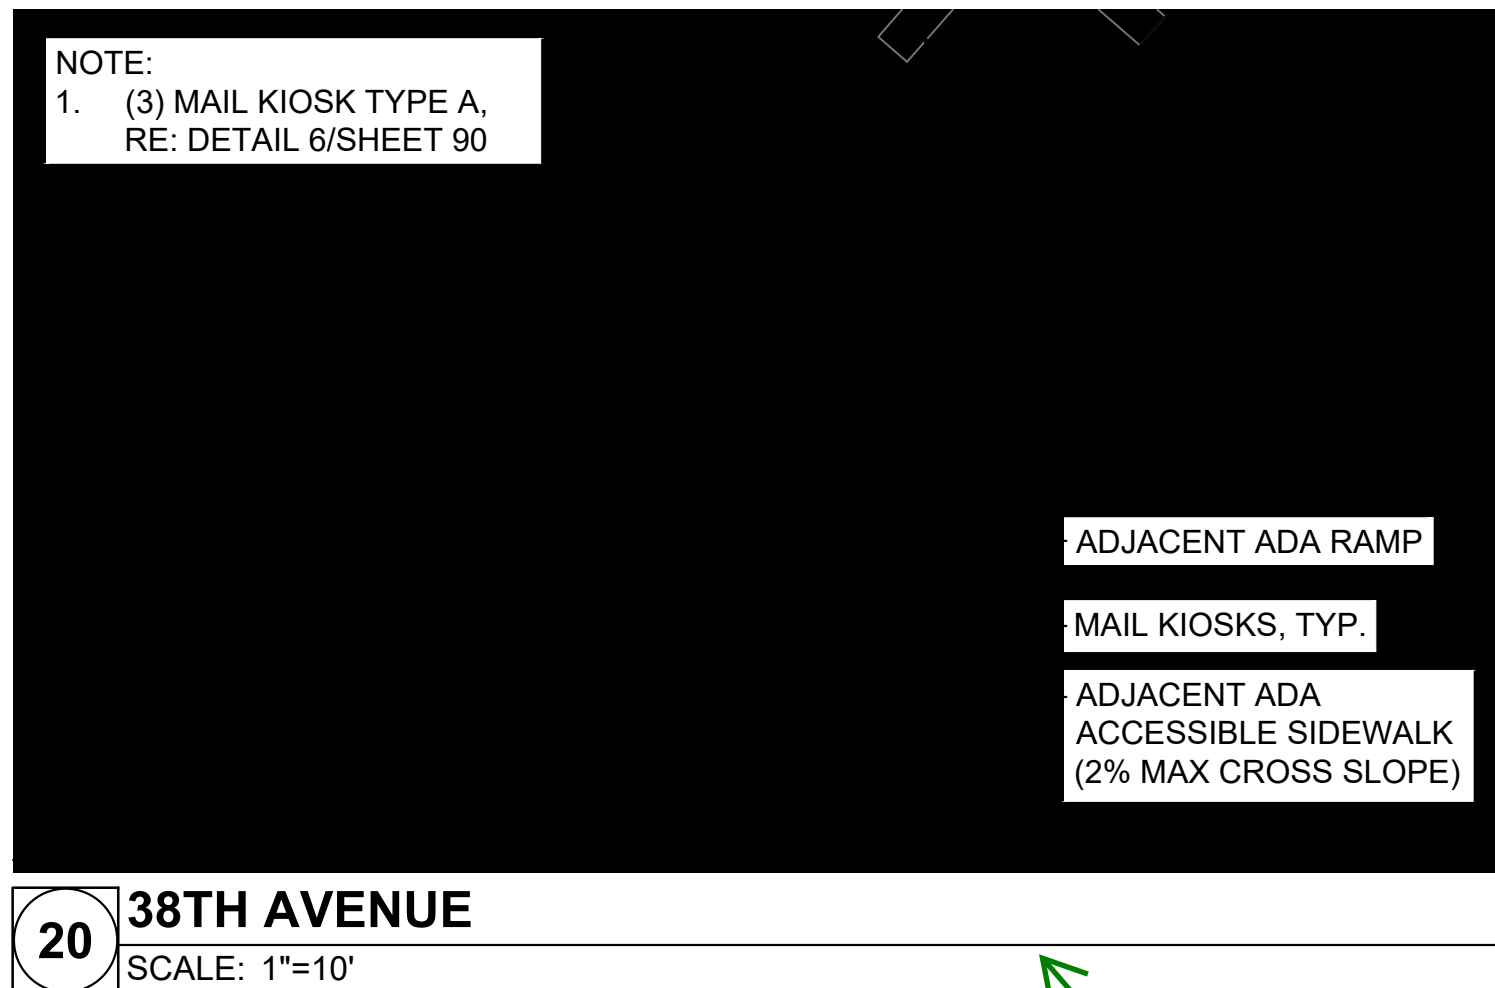 NOTE:
1. (3) MAIL KIOSK TYPE A,
RE: DETAIL 6/SHEET 90
ADJACENT ADA RAMP
MAIL KIOSKS, TYP.
ADJACENT ADA
ACCESSIBLE SIDEWALK
(2% MAX CROSS SLOPE)
20
38TH AVENUE
SCALE: 1"=10'